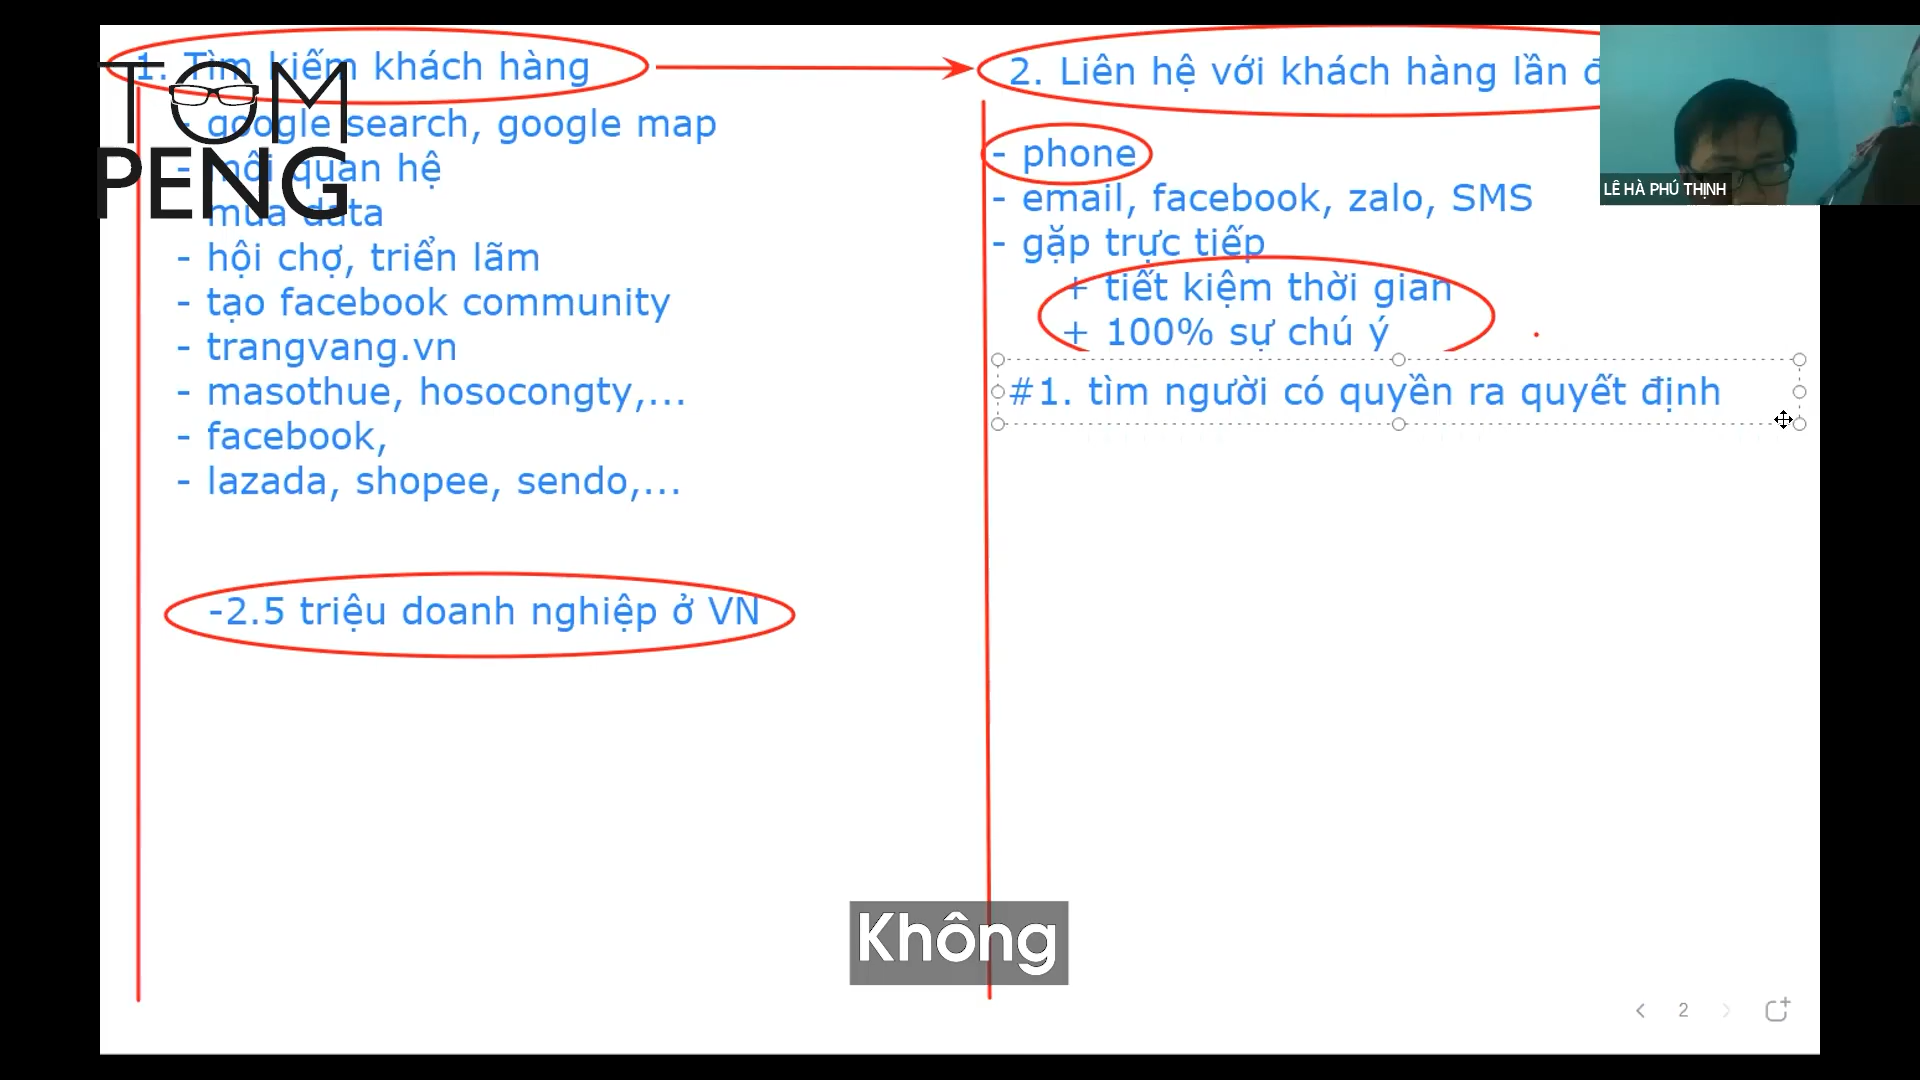 1. Tìm kiếm khách hàng
- google search, google map
- mối quan hệ
mua data
- hội chợ, triển lãm
- tạo facebook community
- trangvang.vn
- masothue, hosocongty,...
- facebook,
- lazada, shopee, sendo,...
-2.5 triệu doanh nghiệp ở VN
TOM
PENG
2. Liên hệ với khách hàng lần
- phone
- email, facebook, zalo, SMS
- gặp trực tiếp
+ tiết kiệm thời gian
+ 100% sự chú ý
#1. tìm người có quyền ra quyết định
LÊ HÀ PHÚ THỊNH
Không
2